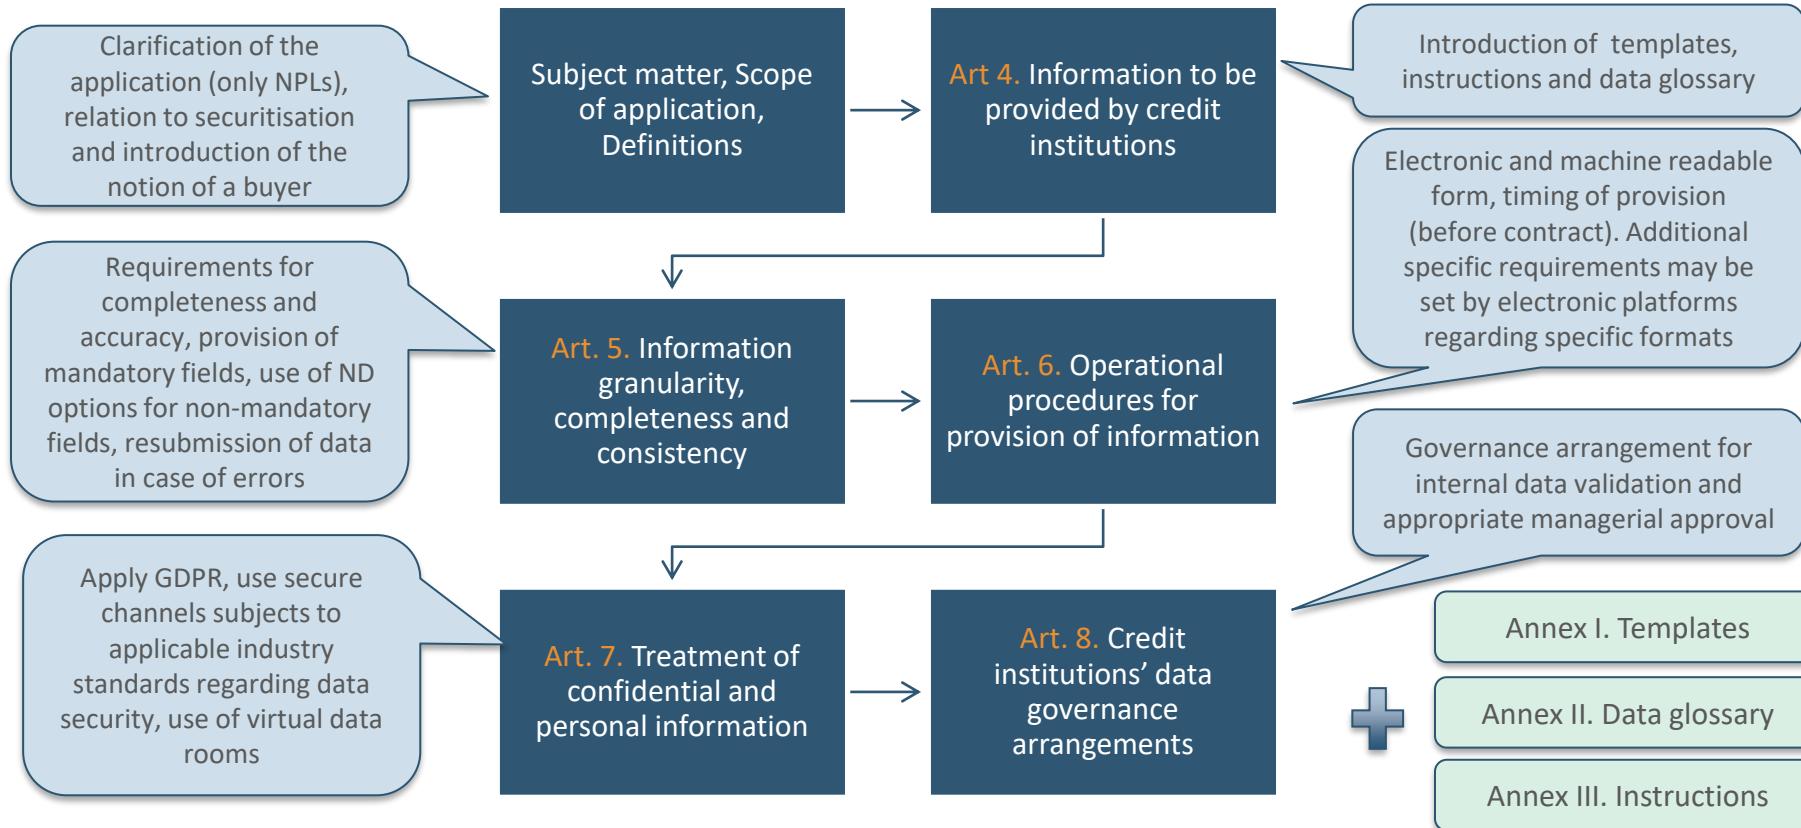 Clarification of the
application (only NPLs),
relation to securitisation
and introduction of the
notion of a buyer
Subject matter, Scope
of application,
Definitions
Art 4. Information to be
provided by credit
institutions
Introduction of templates,
instructions and data glossary
Electronic and machine readable
form, timing of provision
(before contract). Additional
specific requirements may be
set by electronic platforms
regarding specific formats
Requirements for
completeness and
accuracy, provision of
mandatory fields, use of ND
options for non-mandatory
fields, resubmission of data
in case of errors
Art. 5. Information
granularity,
completeness and
consistency
Art. 6. Operational
procedures for
provision of information
Governance arrangement for
internal data validation and
appropriate managerial approval
Apply GDPR, use secure
channels subjects to
applicable industry
standards regarding data
security, use of virtual data
rooms
Art. 7. Treatment of
confidential and
personal information
Art. 8. Credit
institutions’ data
governance
arrangements
Annex I. Templates
Annex II. Data glossary
Annex III. Instructions